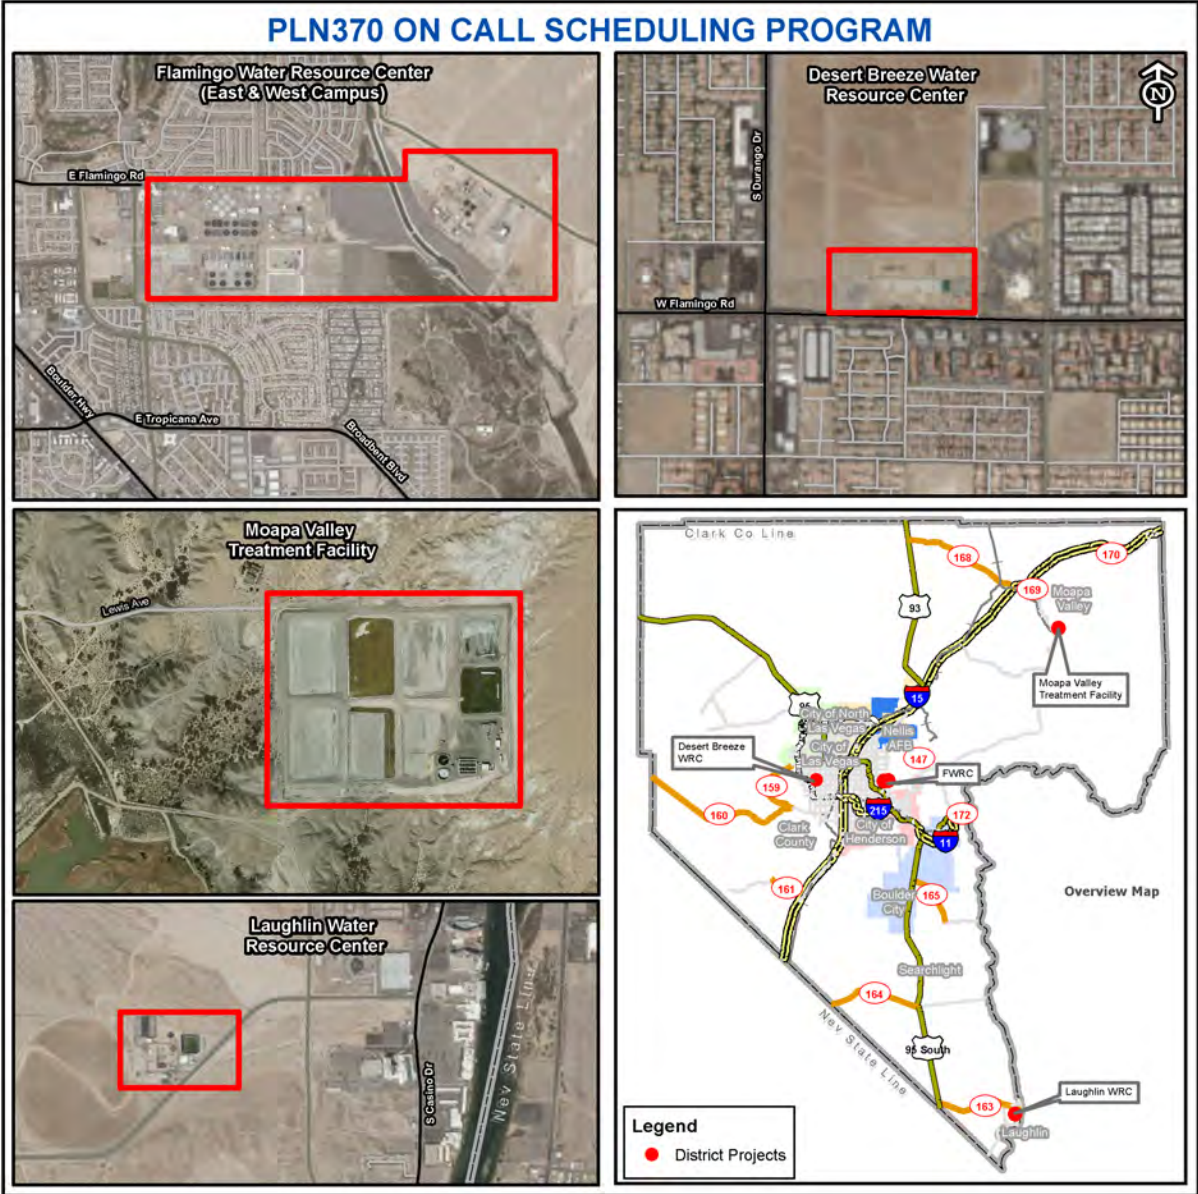 PLN370 ON CALL SCHEDULING PROGRAM
Flamingo Water Resource Center
(East & West Campus)
E Flamingo Rd
Boulder Hwy
E Tropicana Ave
Broadbent Blvd
Desert Breeze Water
Resource Center
N
S Durango Dr
W Flamingo Rd
Moapa Valley
Treatment Facility
Lewis Ave
Laughlin Water
Resource Center
S Casino Dr
Nev State Line
Clark Co Line
168
170
93
169
Moapa
Valley
Moapa Valley
Treatment Facility
15
95
City of North
Las Vegas
Nellis
AFB
City of
Las Vegas
147
Desert Breeze
WRC
FWRC
159
160
215
172
Clark
County
City of
Henderson
11
161
Boulder
City
165
Overview Map
Searchlight
164
Nev State Line
95 South
163
Laughlin WRC
Laughlin
Legend
District Projects